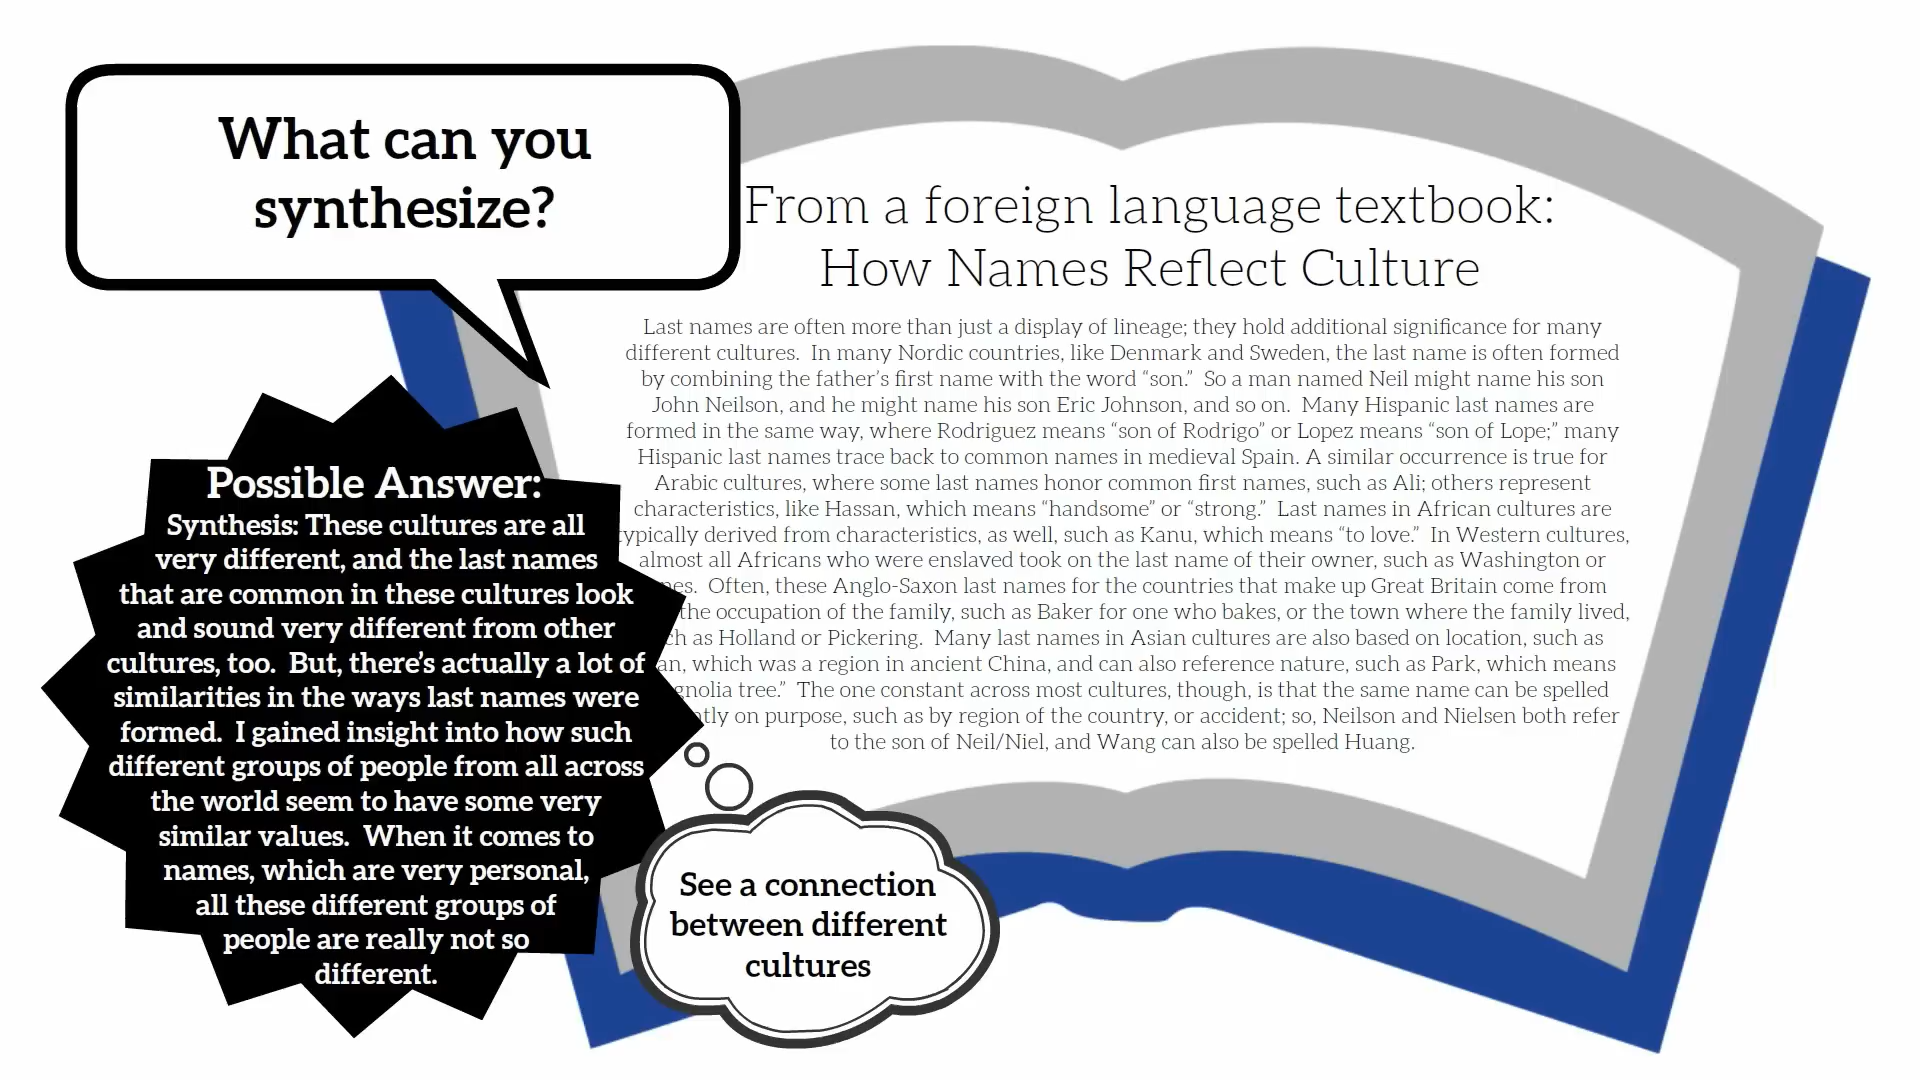 What can you
synthesize?
From a foreign language textbook:
How Names Reflect Culture
Last names are often more than just a display of lineage; they hold additional significance for many
different cultures.  In many Nordic countries, like Denmark and Sweden, the last name is often formed
by combining the father’s first name with the word “son.”  So a man named Neil might name his son
John Neilson, and he might name his son Eric Johnson, and so on.  Many Hispanic last names are
formed in the same way, where Rodriguez means “son of Rodrigo” or Lopez means “son of Lope;” many
Hispanic last names trace back to common names in medieval Spain. A similar occurrence is true for
Arabic cultures, where some last names honor common first names, such as Ali; others represent
characteristics, like Hassan, which means “handsome” or “strong.”  Last names in African cultures are
typically derived from characteristics, as well, such as Kanu, which means “to love.”  In Western cultures,
almost all Africans who were enslaved took on the last name of their owner, such as Washington or
Often, these Anglo-Saxon last names for the countries that make up Great Britain come from
the occupation of the family, such as Baker for one who bakes, or the town where the family lived,
as Holland or Pickering.  Many last names in Asian cultures are also based on location, such as
which was a region in ancient China, and can also reference nature, such as Park, which means
tree.”  The one constant across most cultures, though, is that the same name can be spelled
on purpose, such as by region of the country, or accident; so, Neilson and Nielsen both refer
to the son of Neil/Niel, and Wang can also be spelled Huang.
Possible Answer:
Synthesis: These cultures are all
very different, and the last names
that are common in these cultures look
and sound very different from other
cultures, too.  But, there’s actually a lot of
similarities in the ways last names were
formed.  I gained insight into how such
different groups of people from all across
the world seem to have some very
similar values.  When it comes to
names, which are very personal,
all these different groups of
people are really not so
different.
See a connection
between different
cultures